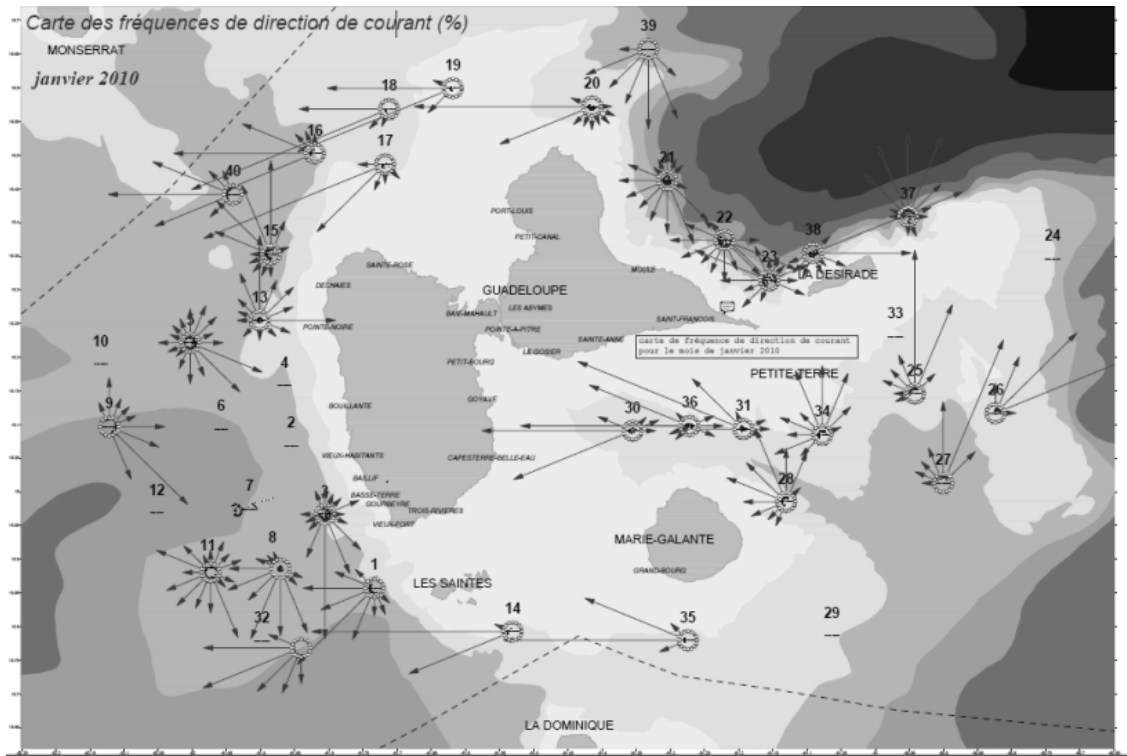 Carte des fréquences de direction de courant (%)
MONSERRAT
janvier 2010
39
19
18
20
16
17
40
21
37
PORT-LOUIS
22
38
24
15
PETIT-CANAL
23
SAINTE-ROSE
MOULE
LA DESIRADE
DESHAIES
GUADELOUPE
13
LES ABYMES
BAIE-MAHAULT
33
5
POINTE-NOIRE
POINTE-A-PITRE
SAINT-FRANCOIS
10
SAINTE-ANNE
carte de fréquence de direction de courant
pour le mois de janvier 2010
LE-GOSIER
4
PETIT-BOURG
PETITE-TERRE
25
26
9
6
BOUILLANTE
GOYAVE
30
36
31
34
2
VIEUX-HABITANTS
CAPESTERRE-BELLE-EAU
27
12
7
BAILLIF
28
3
BASSE-TERRE
GOURBEYRE
TROIS-RIVIERES
VIEUX-FORT
11
8
MARIE-GALANTE
1
LES SAINTES
GRAND-BOURG
32
14
35
29
LA DOMINIQUE